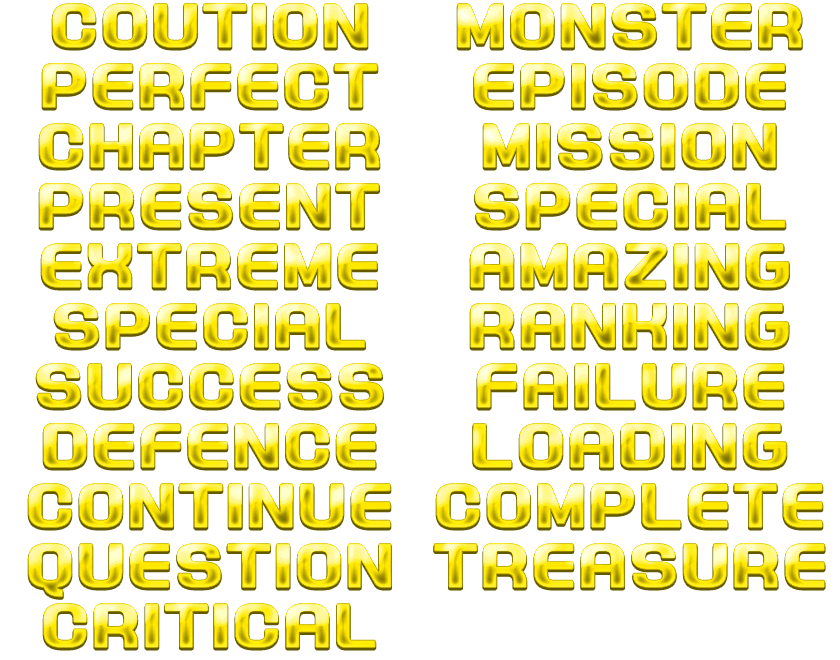 COUTION
PERFECT
CHAPTER
PRESENT
EXTREME
SPECIAL
SUCCESS
DEFENCE
CONTINUE
QUESTION
CRITICAL
MONSTER
EPISODE
MISSION
SPECIAL
AMAZING
RANKING
FAILURE
LOADING
COMPLETE
TREASURE